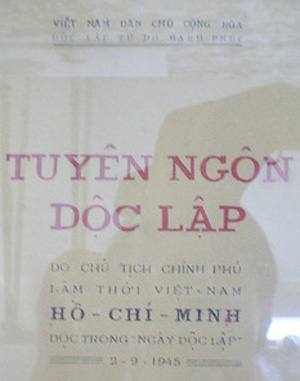 VIỆT NAM DÂN CHỦ CỘNG HÒA
ĐỘC LẬP TỰ DO HẠNH PHÚC
TUYÊN NGÔN
ĐỘC LẬP
DO CHỦ TỊCH CHÍNH PHỦ
LÂM THỜI VIỆT-NAM
HỒ-CHÍ-MINH
ĐỌC TRONG "NGÀY ĐỘC LẬP"
2-9-1945